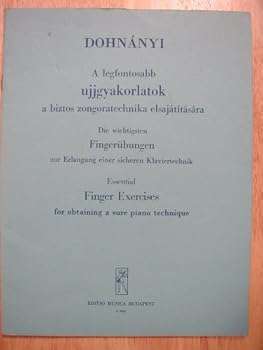 DOHNÁNYI
A legfontosabb
ujjgyakorlatok
a biztos zongoratechnika elsajátítására
Die wichtigsten
Fingerübungen
zur Erlangung einer sicheren Klaviertechnik
Essential
Finger Exercises
for obtaining a sure piano technique
EDITIO MUSICA BUDAPEST